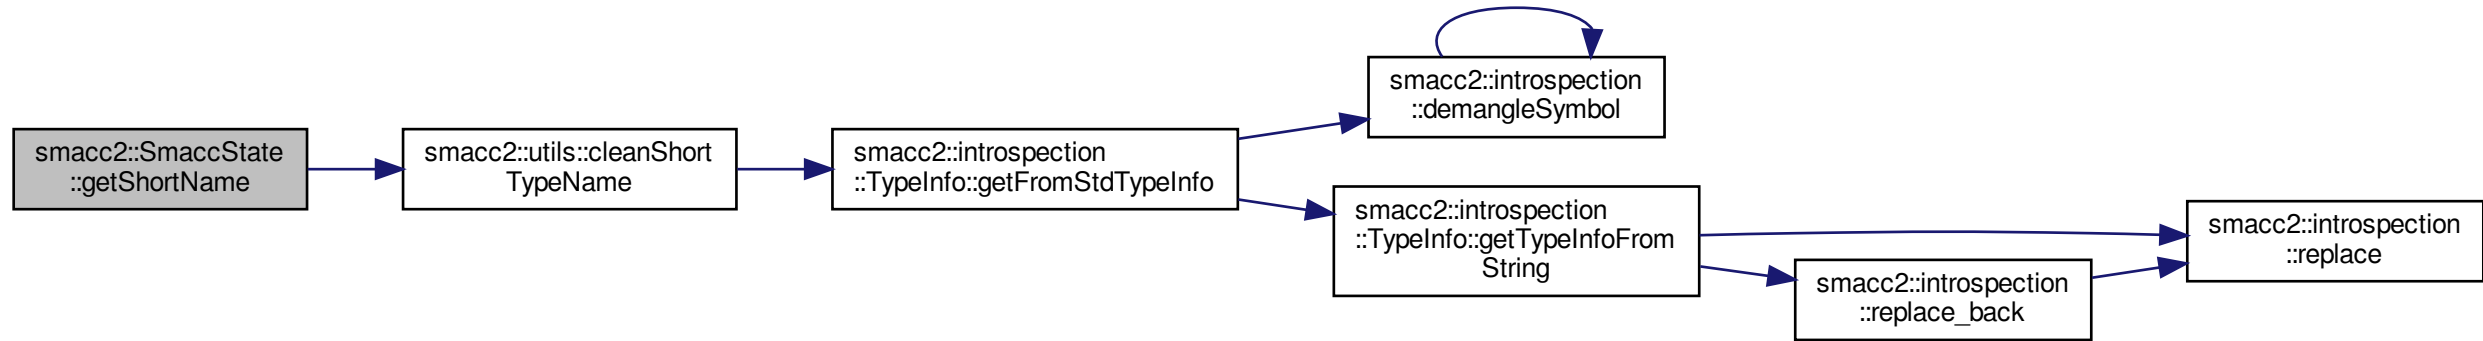 smacc2::SmaccState
::getShortName
smacc2::utils::cleanShort
TypeName
smacc2::introspection
::TypeInfo::getFromStdTypeInfo
smacc2::introspection
::demangleSymbol
smacc2::introspection
::TypeInfo::getTypeInfoFrom
String
smacc2::introspection
::replace_back
smacc2::introspection
::replace